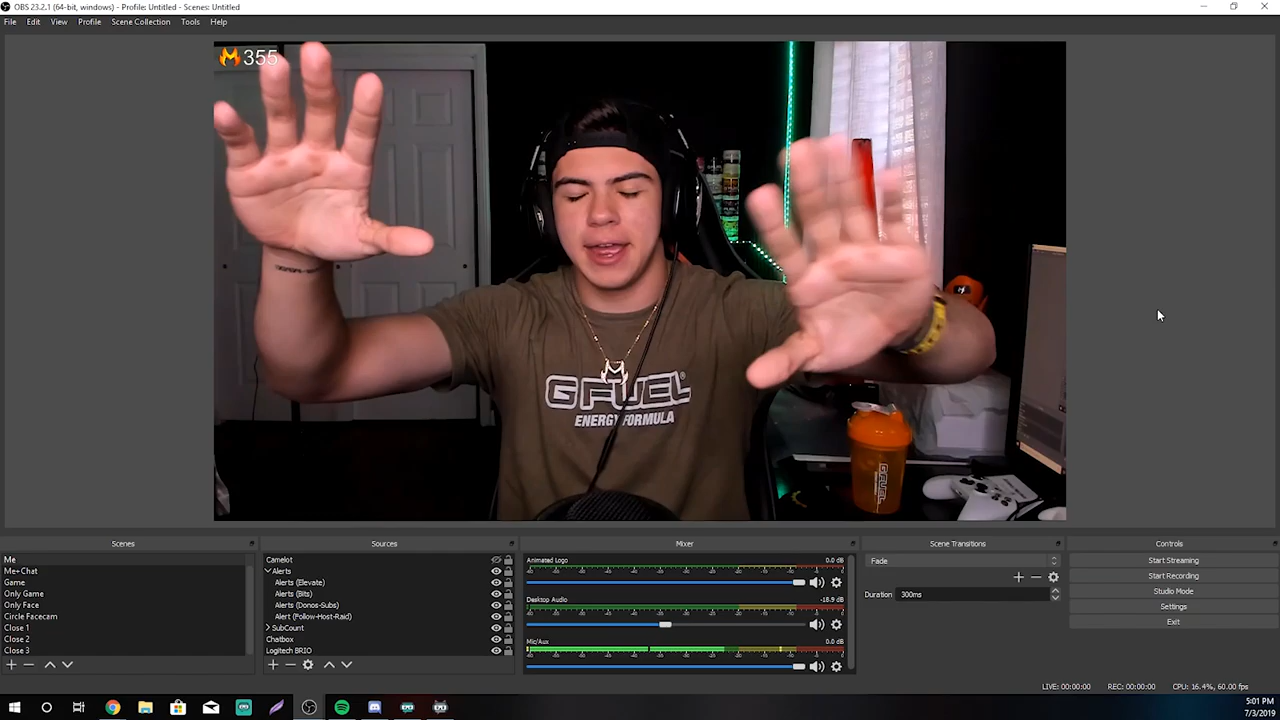 OBS 23.2.1 (64-bit, windows) - Profile: Untitled - Scenes: Untitled
File Edit View Profile Scene Collection Tools Help
355
G FUEL
ENERGY FORMULA
G FUEL
Scenes
Me
Me+Chat
Game
Only Game
Only Face
Circle Facecam
Close 1
Close 2
Close 3
Sources
Camelot
Alerts
Alerts (Elevate)
Alerts (Bits)
Alerts (Donos-Subs)
Alert (Follow-Host-Raid)
SubCount
Chatbox
Logitech BRIO
Mixer
Animated Logo 0.0 dB
Desktop Audio -18.9 dB
Mic/Aux 0.0 dB
Scene Transitions
Fade
Duration 300ms
Controls
Start Streaming
Start Recording
Studio Mode
Settings
Exit
LIVE: 00:00:00 REC: 00:00:00 CPU: 16.4%, 60.00 fps
5:01 PM
7/3/2019